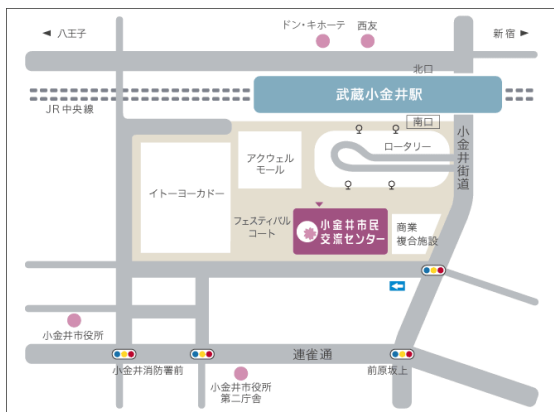 ◀ 八王子
ドン・キホーテ
西友
新宿 ▶
北口
武蔵小金井駅
JR中央線
南口
ロータリー
小金井街道
アクウェル
モール
イトーヨーカドー
フェスティバル
コート
小金井市民
交流センター
商業
複合施設
小金井市役所
連雀通
小金井消防署前
前原坂上
小金井市役所
第二庁舎